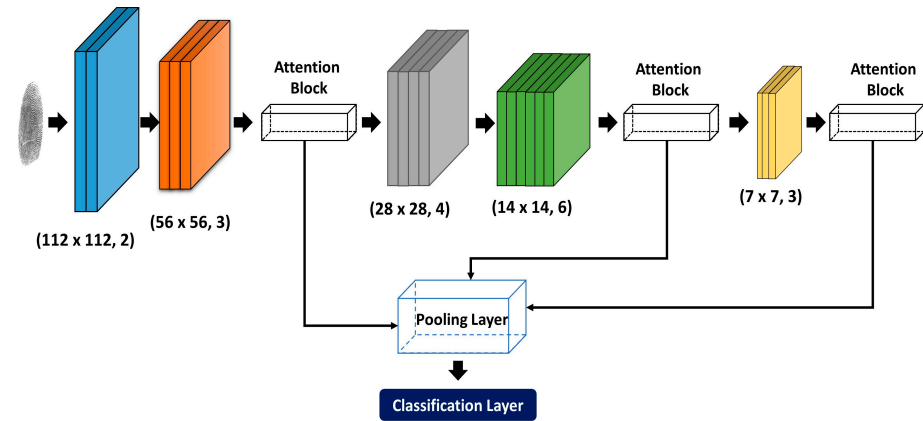 Attention
Block
Attention
Block
Attention
Block
(112 x 112, 2)
(56 x 56, 3)
(28 x 28, 4)
(14 x 14, 6)
(7 x 7, 3)
Pooling Layer
Classification Layer